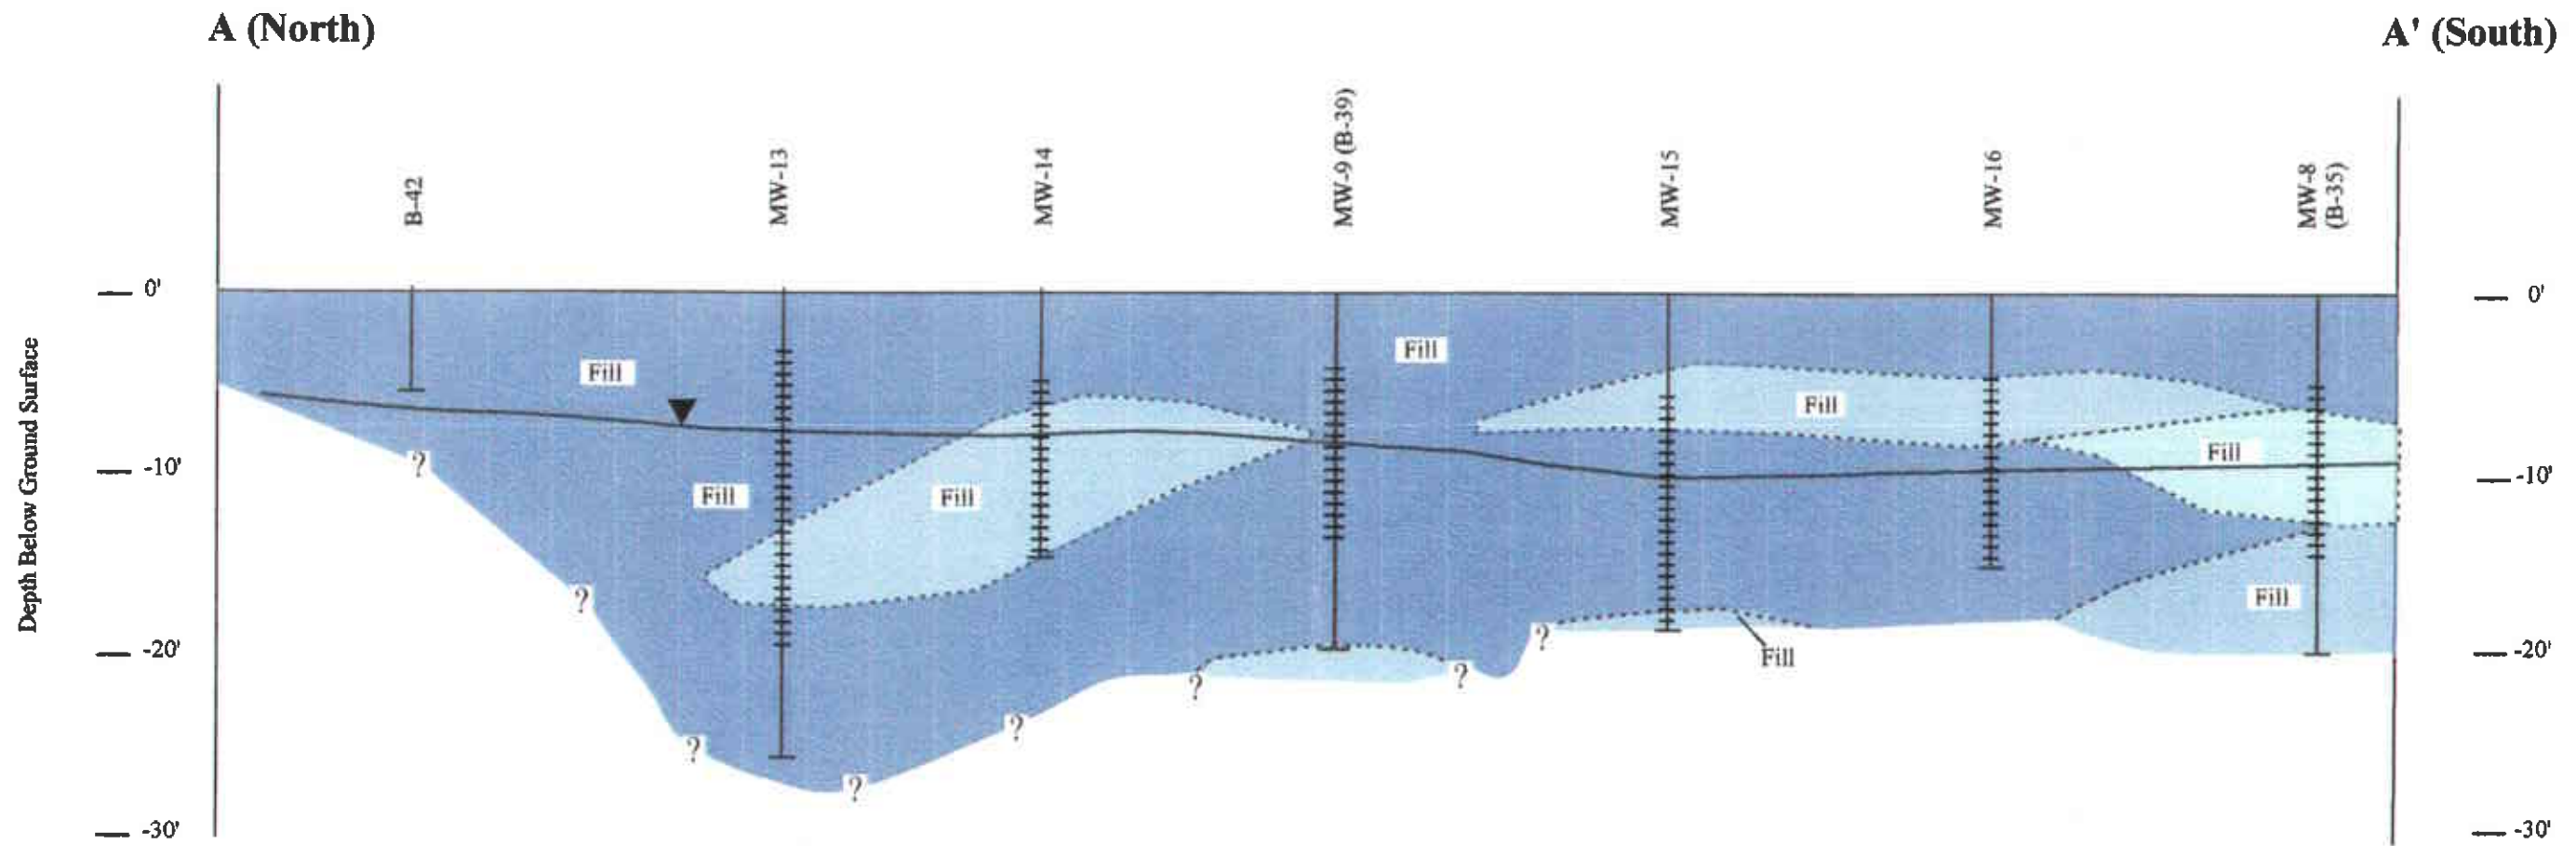 A (North)
A' (South)
B-42
MW-13
MW-14
MW-9 (B-39)
MW-15
MW-16
MW-8
(B-35)
0'
0'
Fill
Fill
Fill
Fill
-10'
-10'
Fill
Fill
?
Fill
?
-20'
-20'
?
Fill
?
?
?
?
?
-30'
-30'
Depth Below Ground Surface